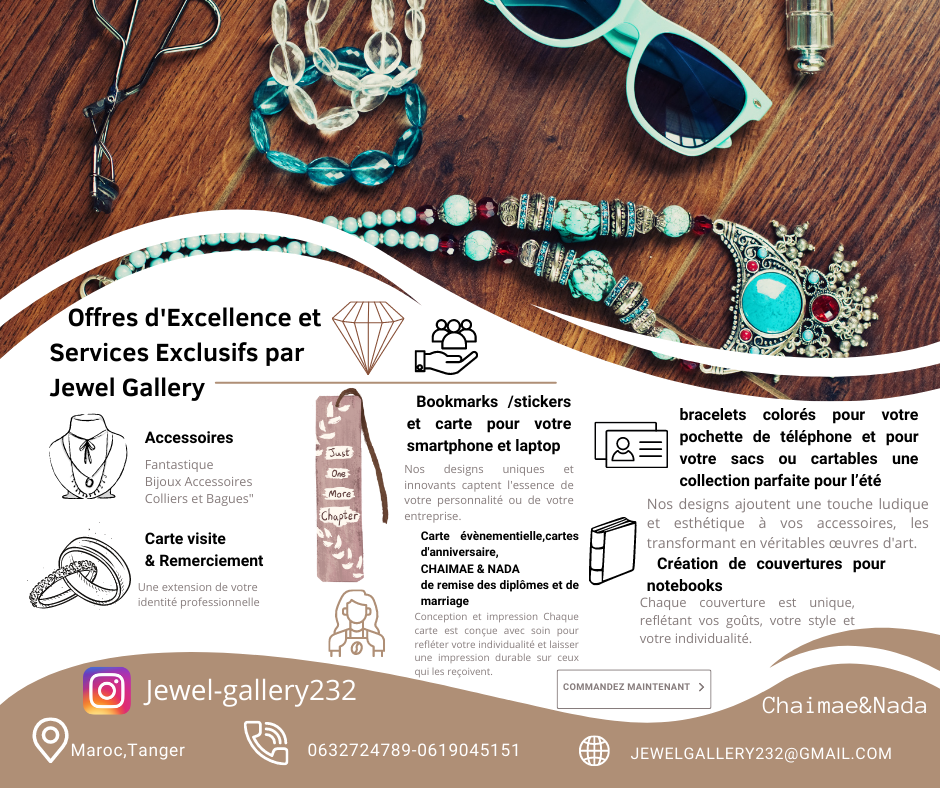 Offres d'Excellence et
Services Exclusifs par
Jewel Gallery
Accessoires
Fantastique
Bijoux Accessoires
Colliers et Bagues"
Carte visite
& Remerciement
Une extension de votre
identité professionnelle
Just
One
More
Chapter
Bookmarks /stickers
et carte pour votre
smartphone et laptop
Nos designs uniques et
innovants captent l'essence de
votre personnalité ou de votre
entreprise.
Carte évènementielle,cartes
d'anniversaire,
CHAIMAE & NADA
de remise des diplômes et de
marriage
Conception et impression Chaque
carte est conçue avec soin pour
refléter votre individualité et laisser
une impression durable sur ceux
qui les reçoivent.
bracelets colorés pour votre
pochette de téléphone et pour
votre sacs ou cartables une
collection parfaite pour l'été
Nos designs ajoutent une touche ludique
et esthétique à vos accessoires, les
transformant en véritables œuvres d'art.
Création de couvertures pour
notebooks
Chaque couverture est unique,
reflétant vos goûts, votre style et
votre individualité.
COMMANDEZ MAINTENANT
Jewel-gallery232
Chaimae&Nada
Maroc,Tanger
0632724789-0619045151
JEWELGALLERY232@GMAIL.COM